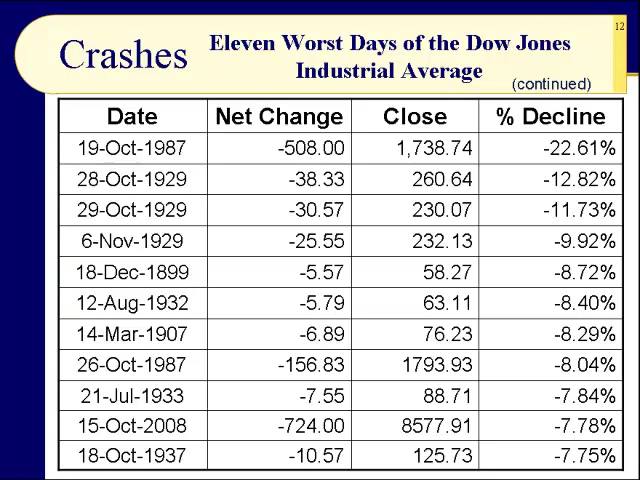 12
Crashes
Eleven Worst Days of the Dow Jones
Industrial Average
(continued)
Date Net Change Close % Decline
19-Oct-1987 -508.00 1,738.74 -22.61%
28-Oct-1929 -38.33 260.64 -12.82%
29-Oct-1929 -30.57 230.07 -11.73%
6-Nov-1929 -25.55 232.13 -9.92%
18-Dec-1899 -5.57 58.27 -8.72%
12-Aug-1932 -5.79 63.11 -8.40%
14-Mar-1907 -6.89 76.23 -8.29%
26-Oct-1987 -156.83 1793.93 -8.04%
21-Jul-1933 -7.55 88.71 -7.84%
15-Oct-2008 -724.00 8577.91 -7.78%
18-Oct-1937 -10.57 125.73 -7.75%